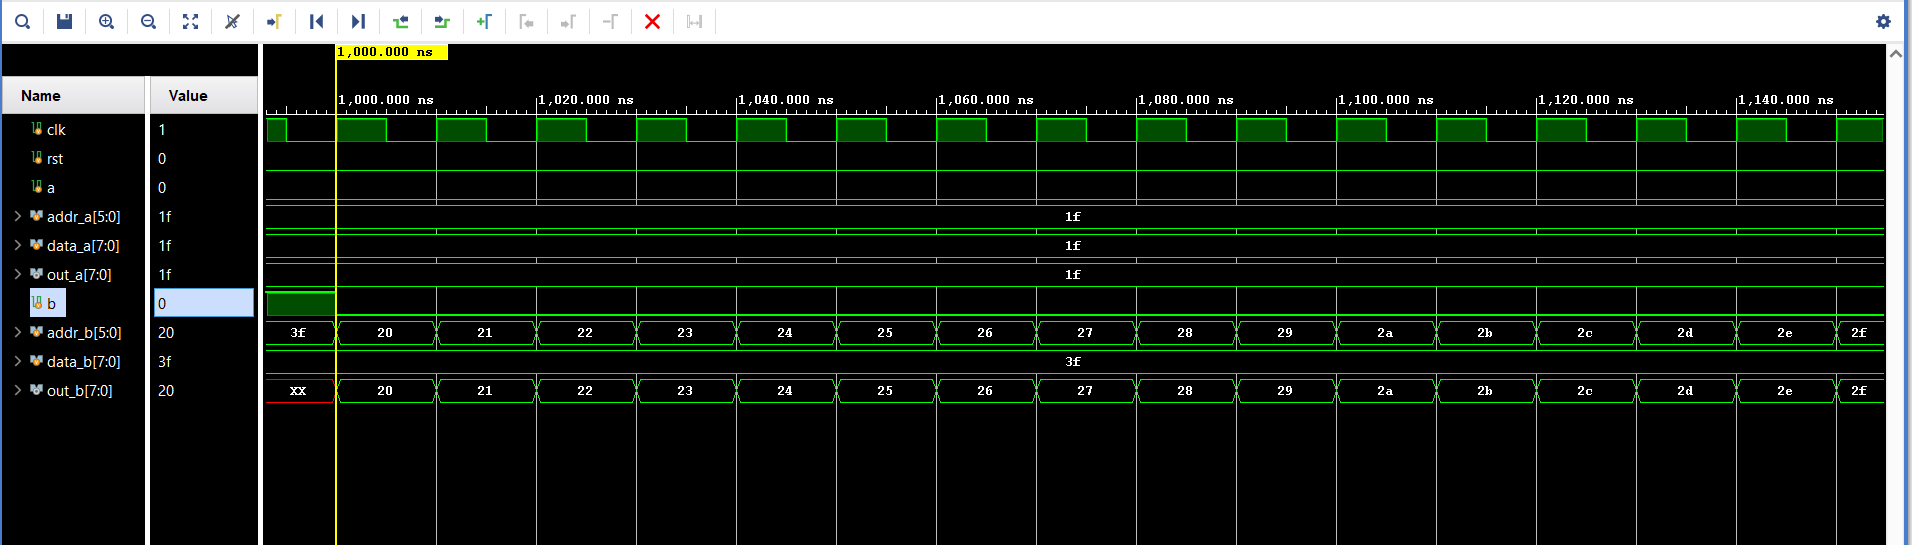 1,000.000 ns
Name Value
1,000.000 ns 1,020.000 ns 1,040.000 ns 1,060.000 ns 1,080.000 ns 1,100.000 ns 1,120.000 ns 1,140.000 ns
clk 1
rst 0
a 0
addr_a[5:0] 1f 1f
data_a[7:0] 1f 1f
out_a[7:0] 1f 1f
b 0
addr_b[5:0] 20 3f 20 21 22 23 24 25 26 27 28 29 2a 2b 2c 2d 2e 2f
data_b[7:0] 3f 3f
out_b[7:0] 20 XX 20 21 22 23 24 25 26 27 28 29 2a 2b 2c 2d 2e 2f